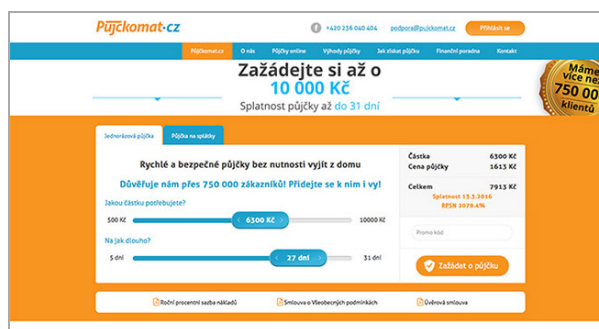 Půjčkomat·cz
+420 236 040 404
podpora@pujckomat.cz
Přihlásit se
Půjčkomat.cz O nás Půjčky online Výhody půjčky Jak získat půjčku Finanční poradna Kontakt
Zažádejte si až o
10 000 Kč
Splatnost půjčky až do 31 dní
Máme
více než
750 00
klientů
Jednorázová půjčka Půjčka na splátky
Rychlé a bezpečné půjčky bez nutnosti vyjít z domu
Důvěřuje nám přes 750 000 zákazníků! Přidejte se k nim i vy!
Jakou částku potřebujete?
500 Kč 6300 Kč 10000 Kč
Na jak dlouho?
5 dní 27 dní 31 dní
Částka 6300 Kč
Cena půjčky 1613 Kč
Celkem 7913 Kč
Splatnost 13.3.2016
RPSN 2079.4%
Promo kód
Zažádat o půjčku
Roční procentní sazba nákladů Smlouva o Všeobecných podmínkách Úvěrová smlouva